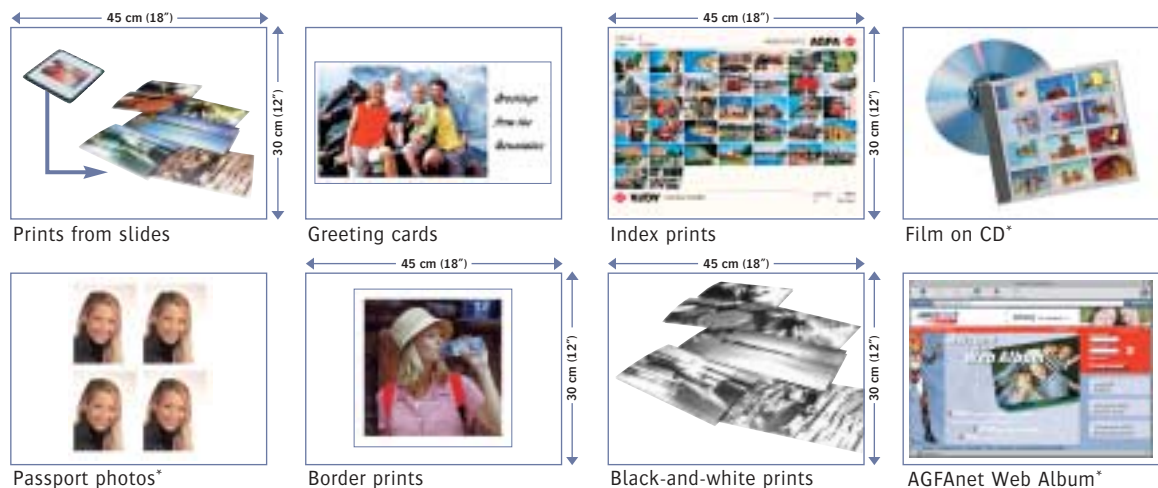 45 cm (18")
45 cm (18")
30 cm (12")
AGFA
30 cm (12")
Greetings
from the
Prints from slides
Greeting cards
Index prints
Film on CD*
45 cm (18")
45 cm (18")
30 cm (12")
30 cm (12")
Web Album
Passport photos*
Border prints
Black-and-white prints
AGFAnet Web Album*